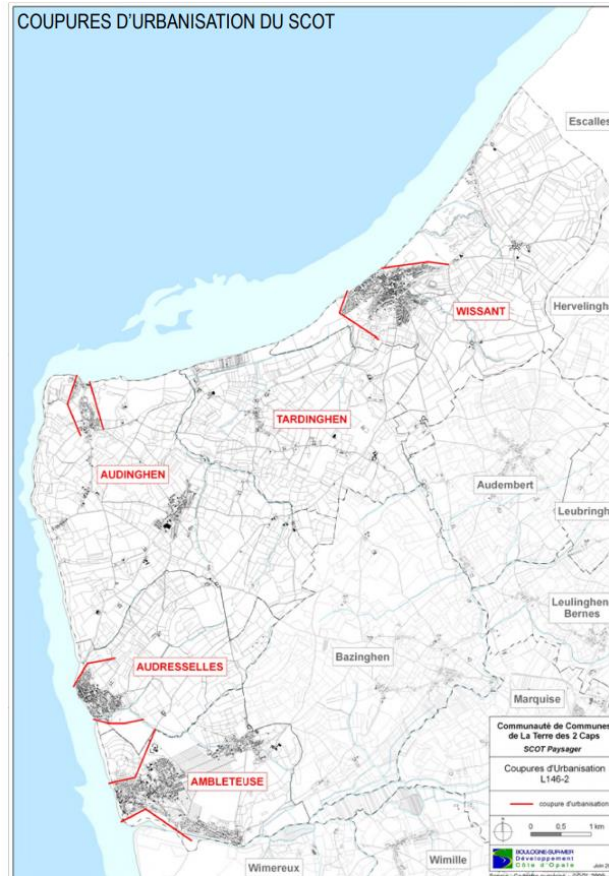 COUPURES D'URBANISATION DU SCOT
Escalles
WISSANT
Hervelingh
TARDINGHEN
AUDINGHEN
Audembert
Leubringh
Leulinghen
Bernes
AUDRESSELLES
Bazinghen
Marquise
Communauté de Communes
de La Terre des 2 Caps
SCOT Paysager
Coupures d'Urbanisation
L146-2
coupure d'urbanisation
0 0,5 1 km
AMBLETEUSE
Wimereux
Wimille
BOULOGNE-SUR-MER
Développement
Côte d'Opale